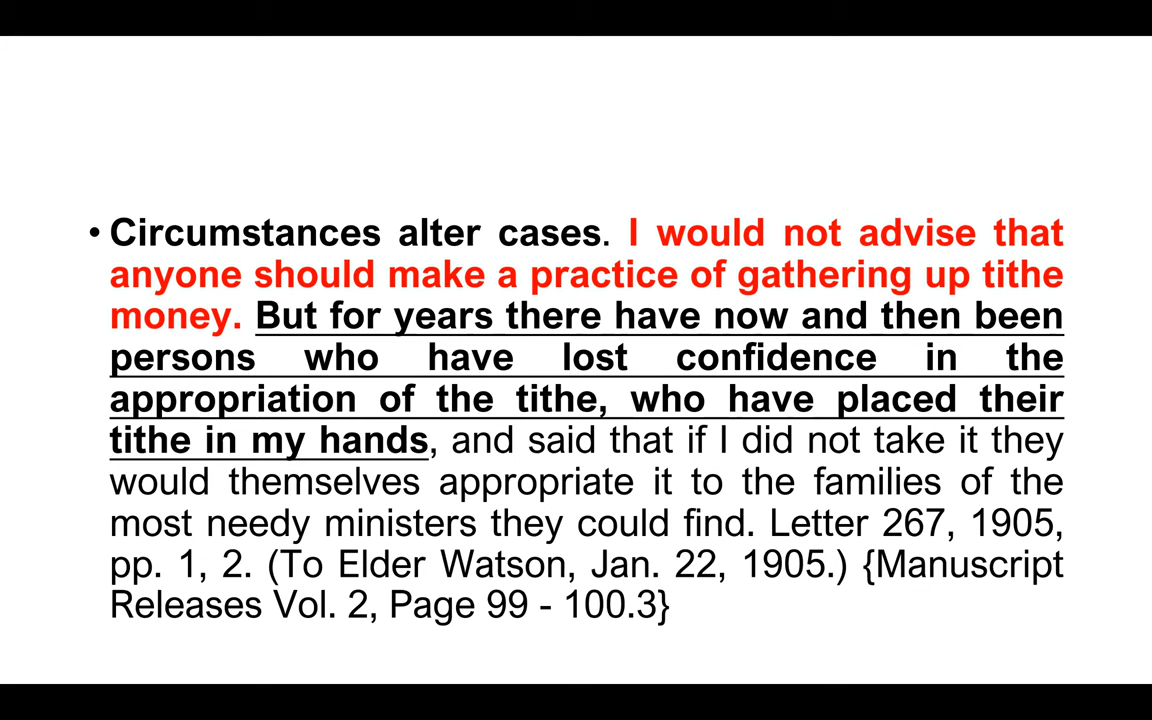 • Circumstances alter cases. I would not advise that
anyone should make a practice of gathering up tithe
money. But for years there have now and then been
persons who have lost confidence in the
appropriation of the tithe, who have placed their
tithe in my hands, and said that if I did not take it they
would themselves appropriate it to the families of the
most needy ministers they could find. Letter 267, 1905,
pp. 1, 2. (To Elder Watson, Jan. 22, 1905.) {Manuscript
Releases Vol. 2, Page 99 - 100.3}